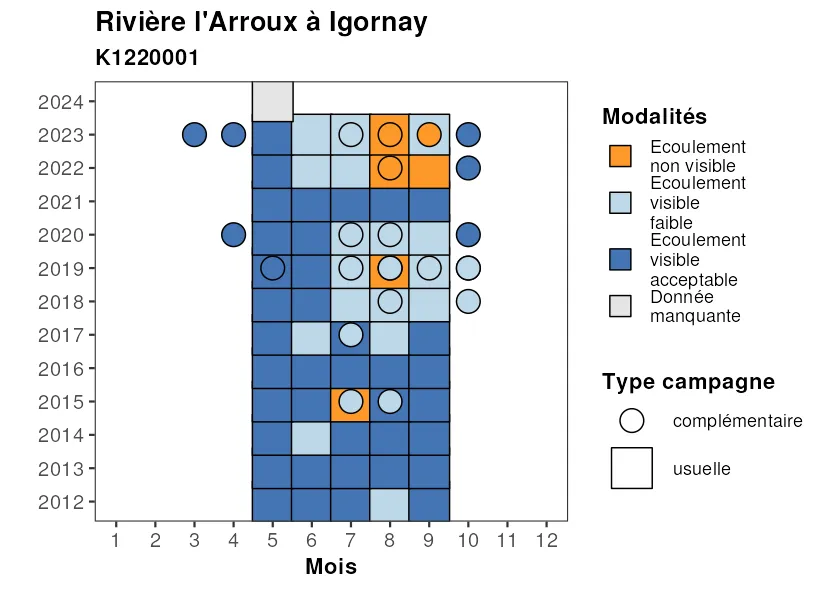 Rivière l'Arroux à Igornay
K1220001
2024
2023
2022
2021
2020
2019
2018
2017
2016
2015
2014
2013
2012
1 2 3 4 5 6 7 8 9 10 11 12
Mois
Modalités
Ecoulement
non visible
Ecoulement
visible
faible
Ecoulement
visible
acceptable
Donnée
manquante
Type campagne
complémentaire
usuelle